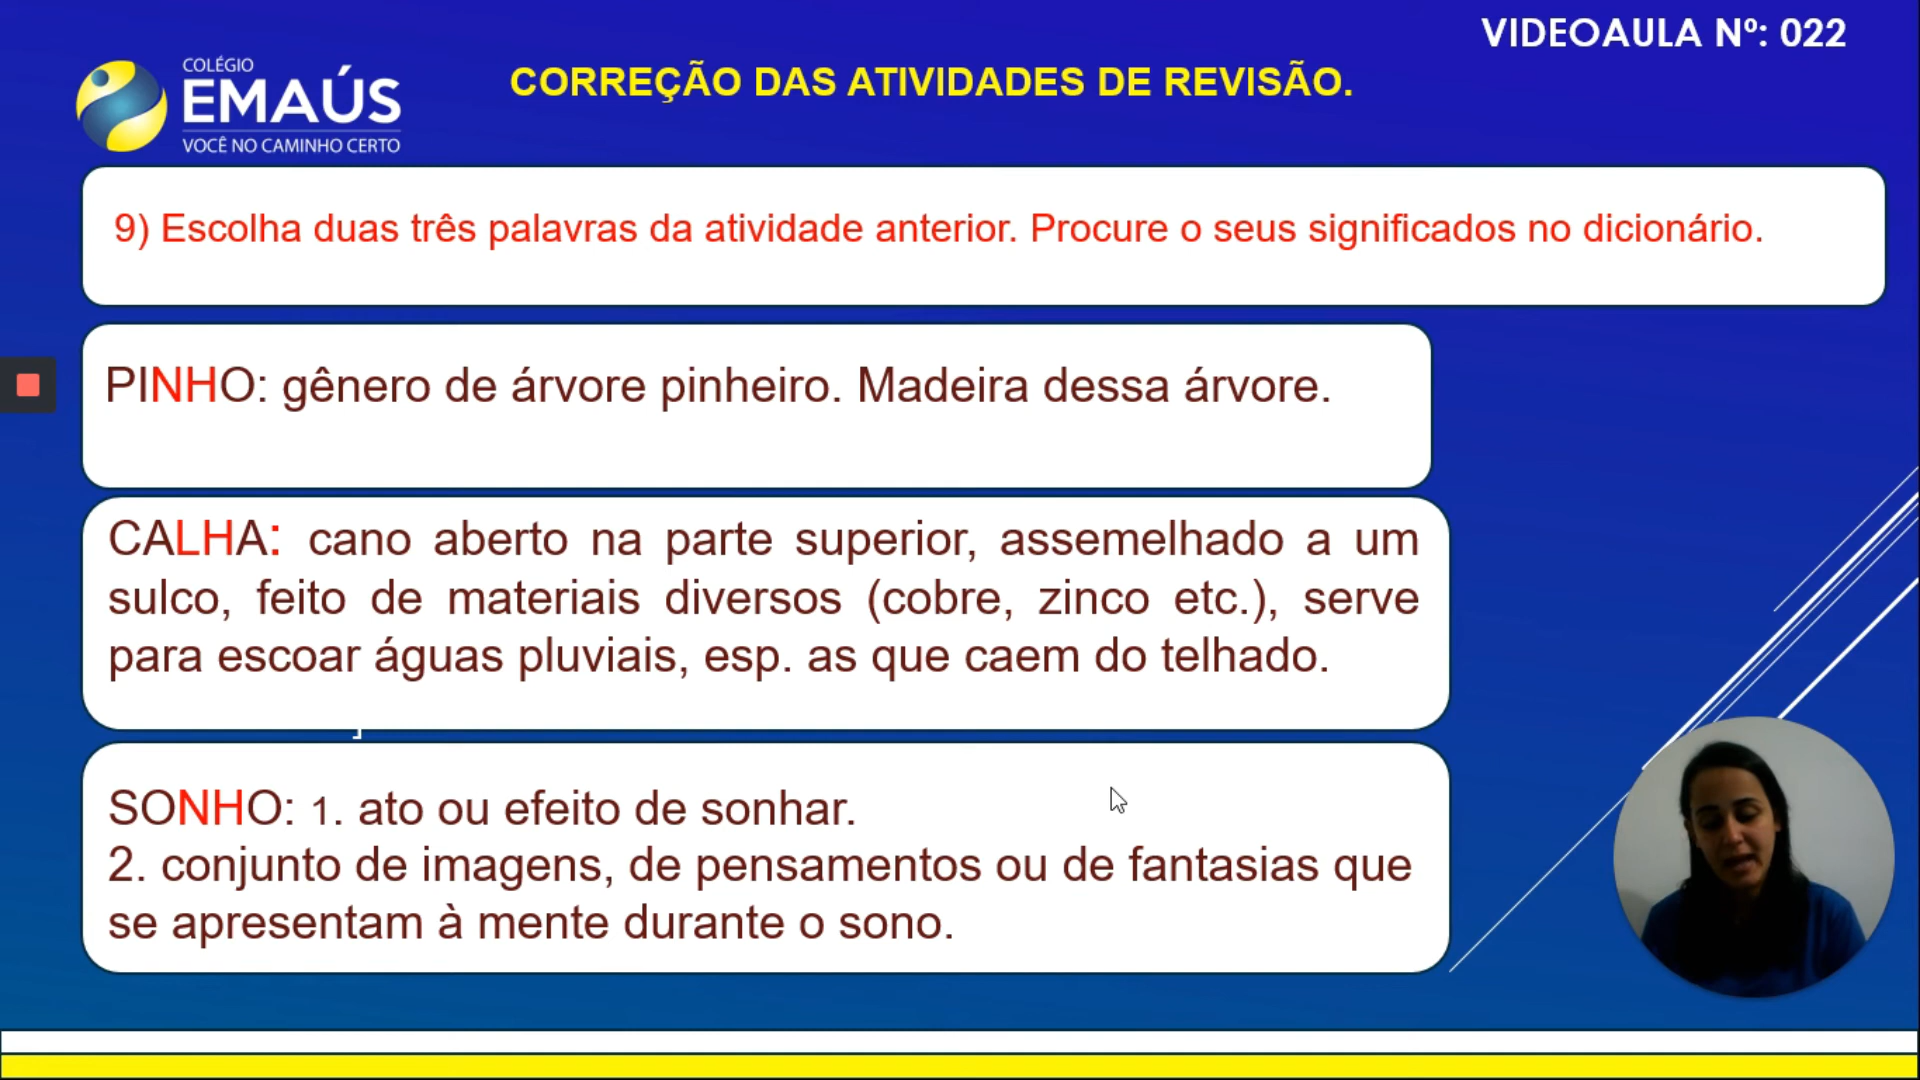 VIDEOAULA Nº: 022
COLÉGIO
EMAÚS
VOCÊ NO CAMINHO CERTO
CORREÇÃO DAS ATIVIDADES DE REVISÃO.
9) Escolha duas três palavras da atividade anterior. Procure o seus significados no dicionário.
PINHO: gênero de árvore pinheiro. Madeira dessa árvore.
CALHA: cano aberto na parte superior, assemelhado a um
sulco, feito de materiais diversos (cobre, zinco etc.), serve
para escoar águas pluviais, esp. as que caem do telhado.
SONHO: 1. ato ou efeito de sonhar.
2. conjunto de imagens, de pensamentos ou de fantasias que
se apresentam à mente durante o sono.